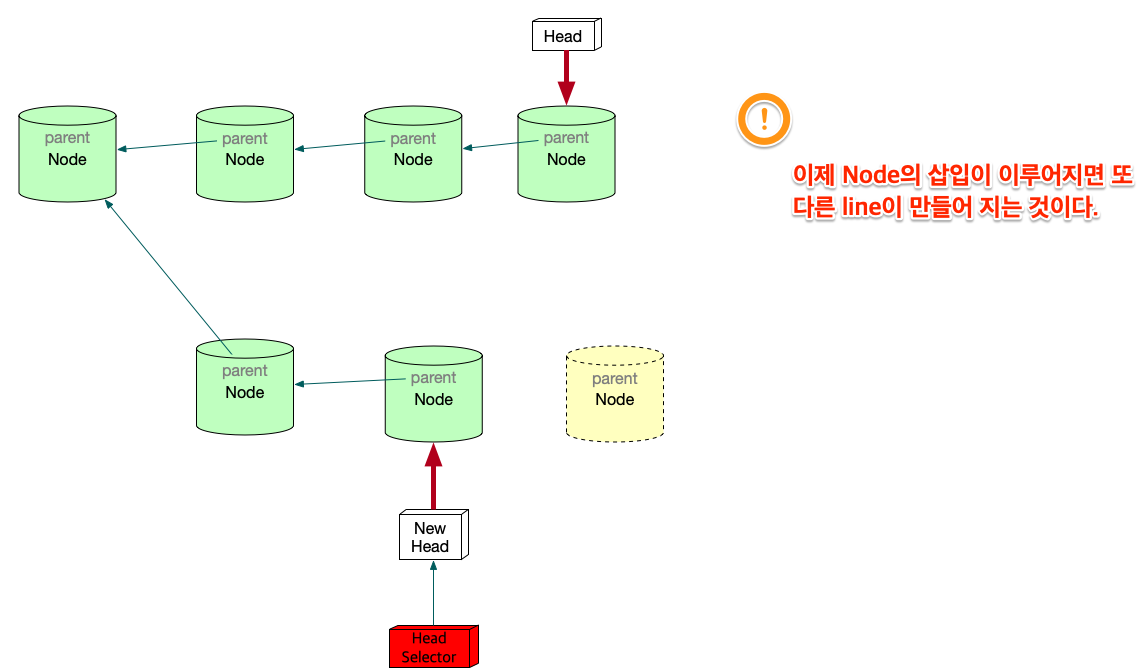 Head
parent
Node
parent
Node
parent
Node
parent
Node
!
이제 Node의 삽입이 이루어지면 또
다른 line이 만들어 지는 것이다.
parent
Node
parent
Node
parent
Node
New
Head
Head
Selector